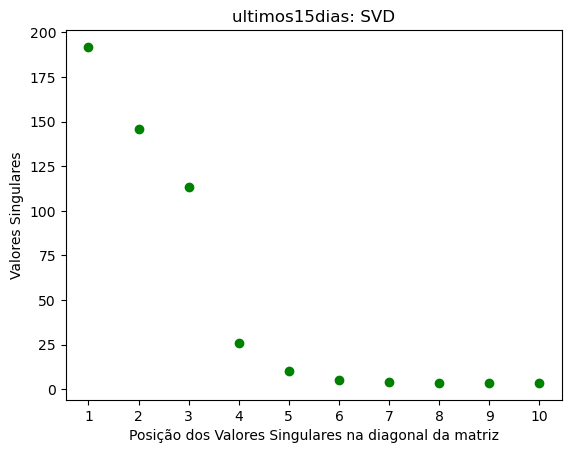 ultimos15dias: SVD
200
175
150
125
100
75
50
25
0
Valores Singulares
1 2 3 4 5 6 7 8 9 10
Posição dos Valores Singulares na diagonal da matriz